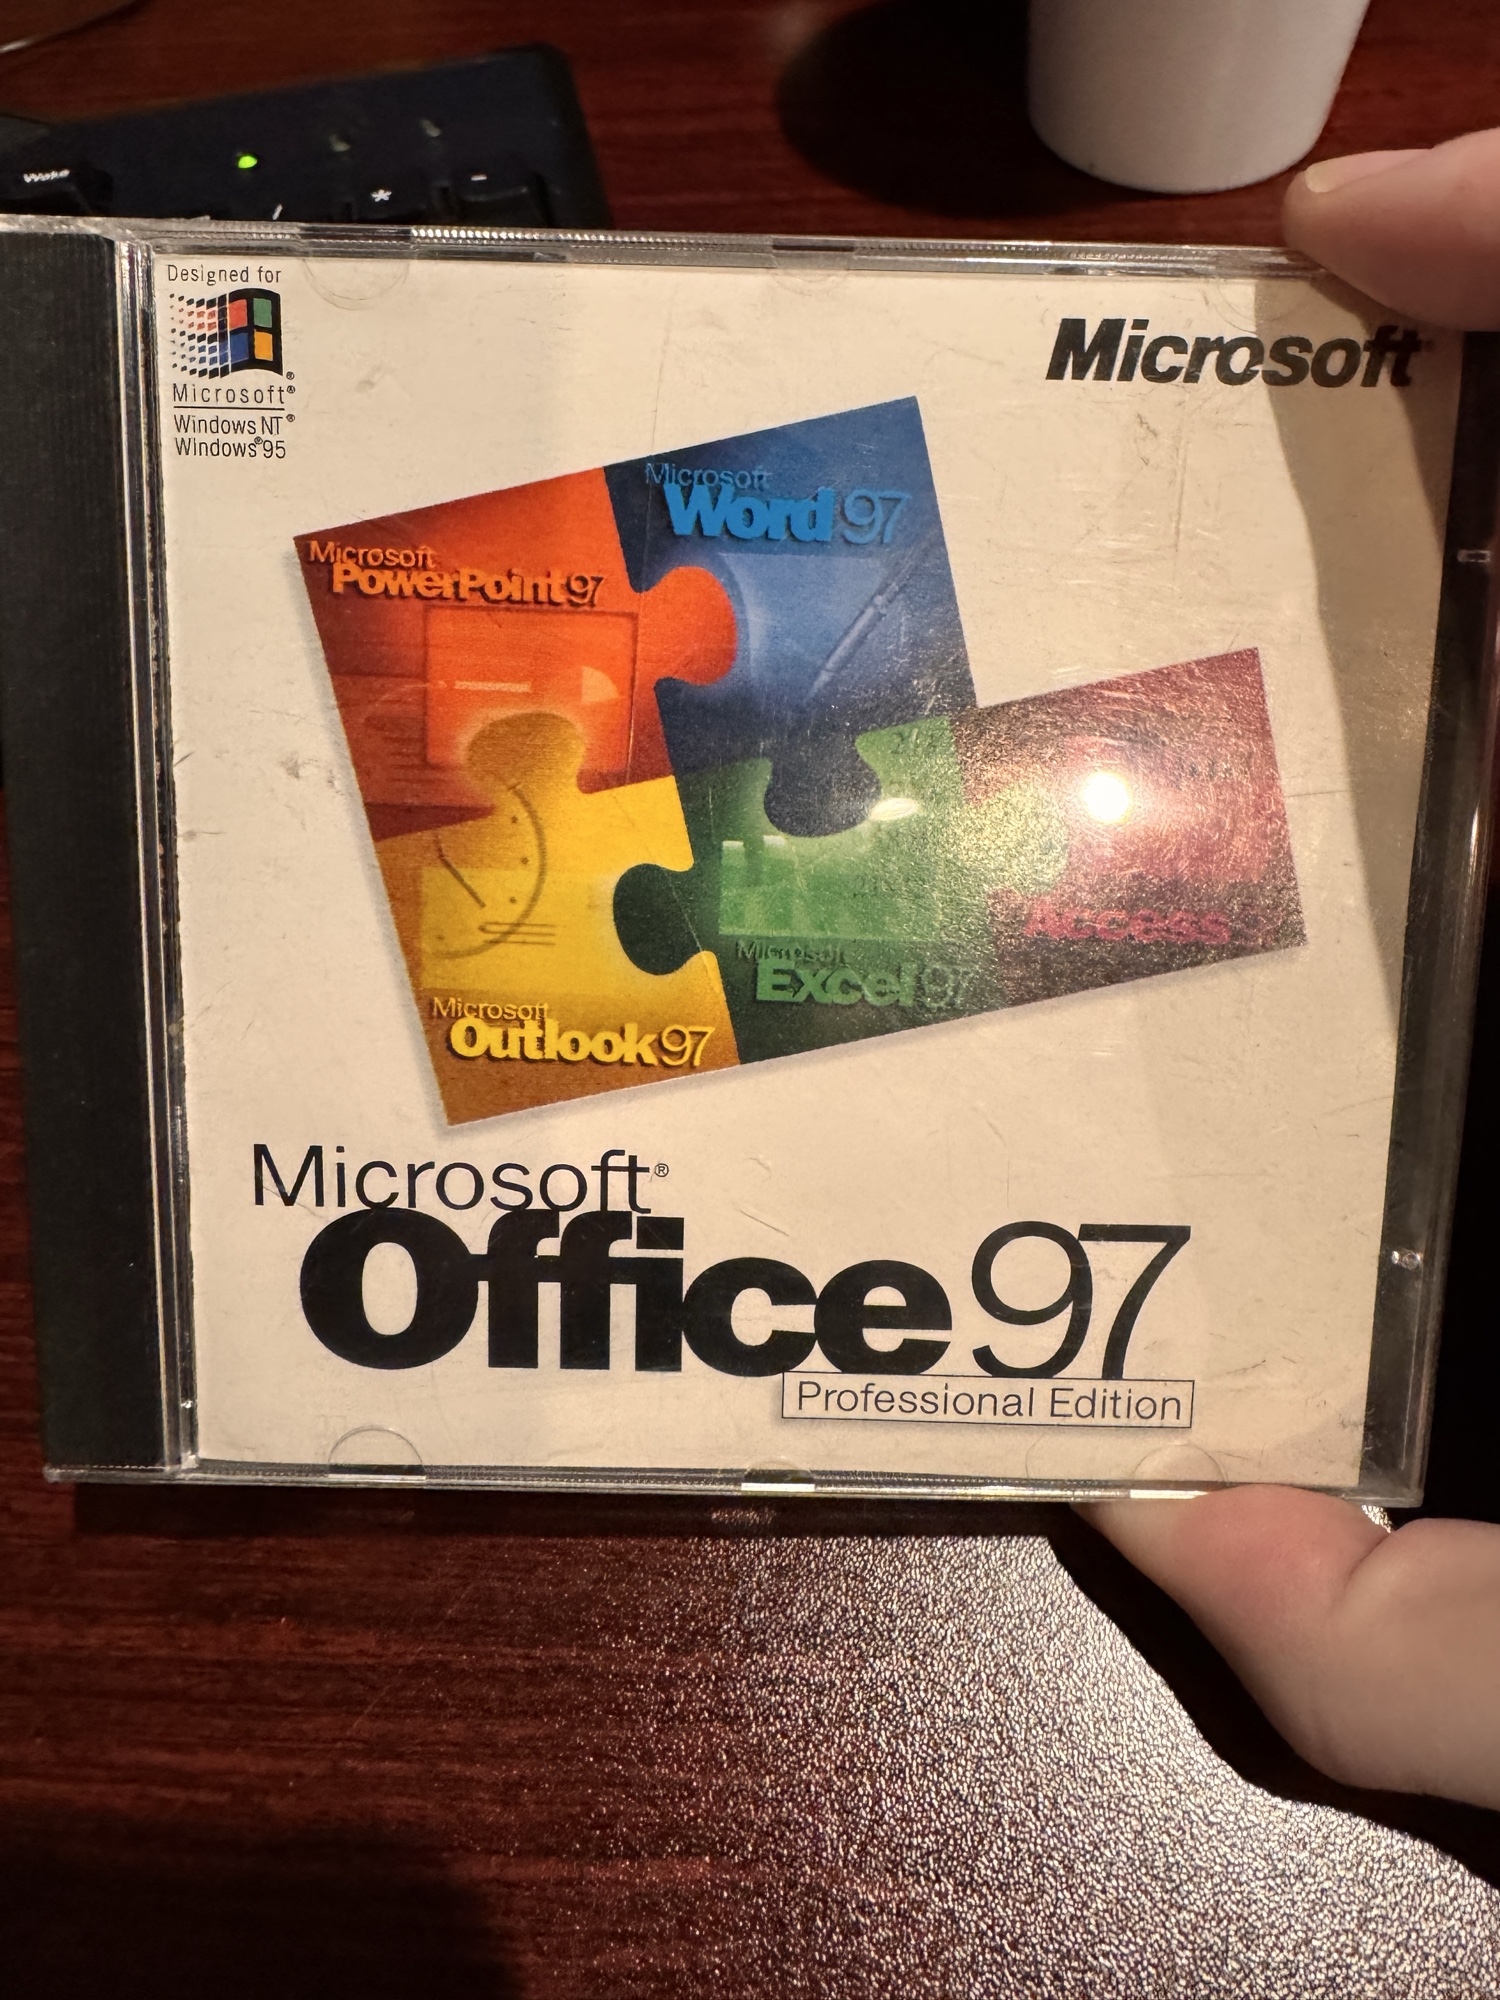 Wake
/
*
-
Designed for
Microsoft®
Windows NT®
Windows®95
Microsoft
Microsoft
Word 97
Microsoft
PowerPoint 97
Access
Microsoft
Excel 97
Microsoft
Outlook 97
Microsoft®
Office 97
Professional Edition